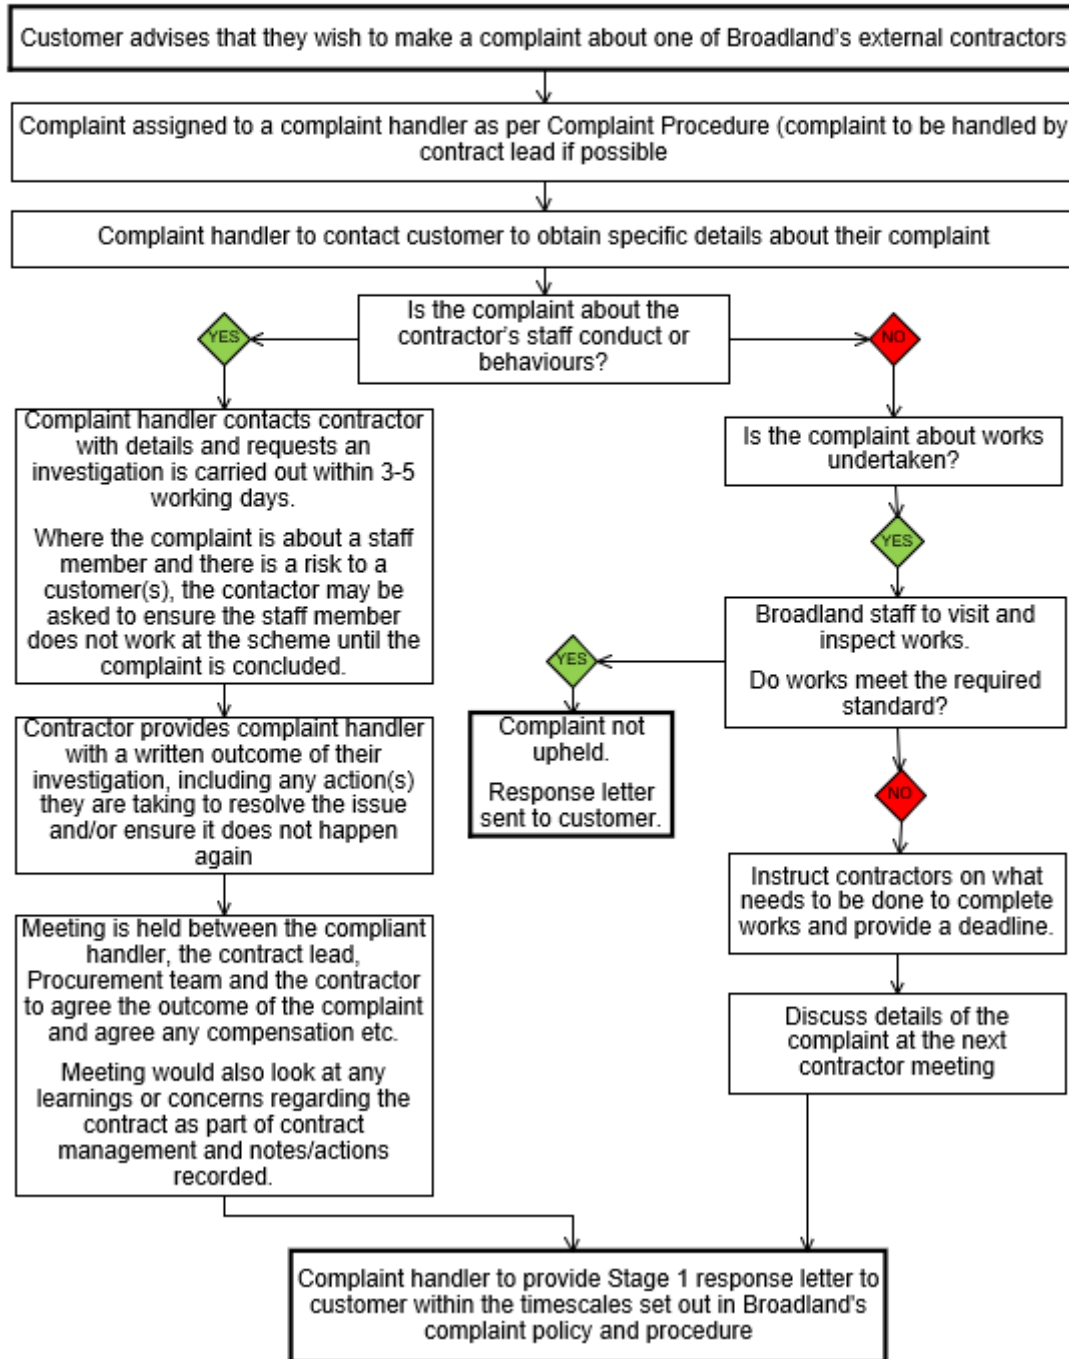 Customer advises that they wish to make a complaint about one of Broadland's external contractors
Complaint assigned to a complaint handler as per Complaint Procedure (complaint to be handled by
contract lead if possible
Complaint handler to contact customer to obtain specific details about their complaint
Is the complaint about the
contractor's staff conduct or
behaviours?
YES
NO
Complaint handler contacts contractor
with details and requests an
investigation is carried out within 3-5
working days.
Where the complaint is about a staff
member and there is a risk to a
customer(s), the contactor may be
asked to ensure the staff member
does not work at the scheme until the
complaint is concluded.
Contractor provides complaint handler
with a written outcome of their
investigation, including any action(s)
they are taking to resolve the issue
and/or ensure it does not happen
again
Meeting is held between the compliant
handler, the contract lead,
Procurement team and the contractor
to agree the outcome of the complaint
and agree any compensation etc.
Meeting would also look at any
learnings or concerns regarding the
contract as part of contract
management and notes/actions
recorded.
Is the complaint about works
undertaken?
YES
Broadland staff to visit and
inspect works.
Do works meet the required
standard?
YES
Complaint not
upheld.
Response letter
sent to customer.
NO
Instruct contractors on what
needs to be done to complete
works and provide a deadline.
Discuss details of the
complaint at the next
contractor meeting
Complaint handler to provide Stage 1 response letter to
customer within the timescales set out in Broadland's
complaint policy and procedure